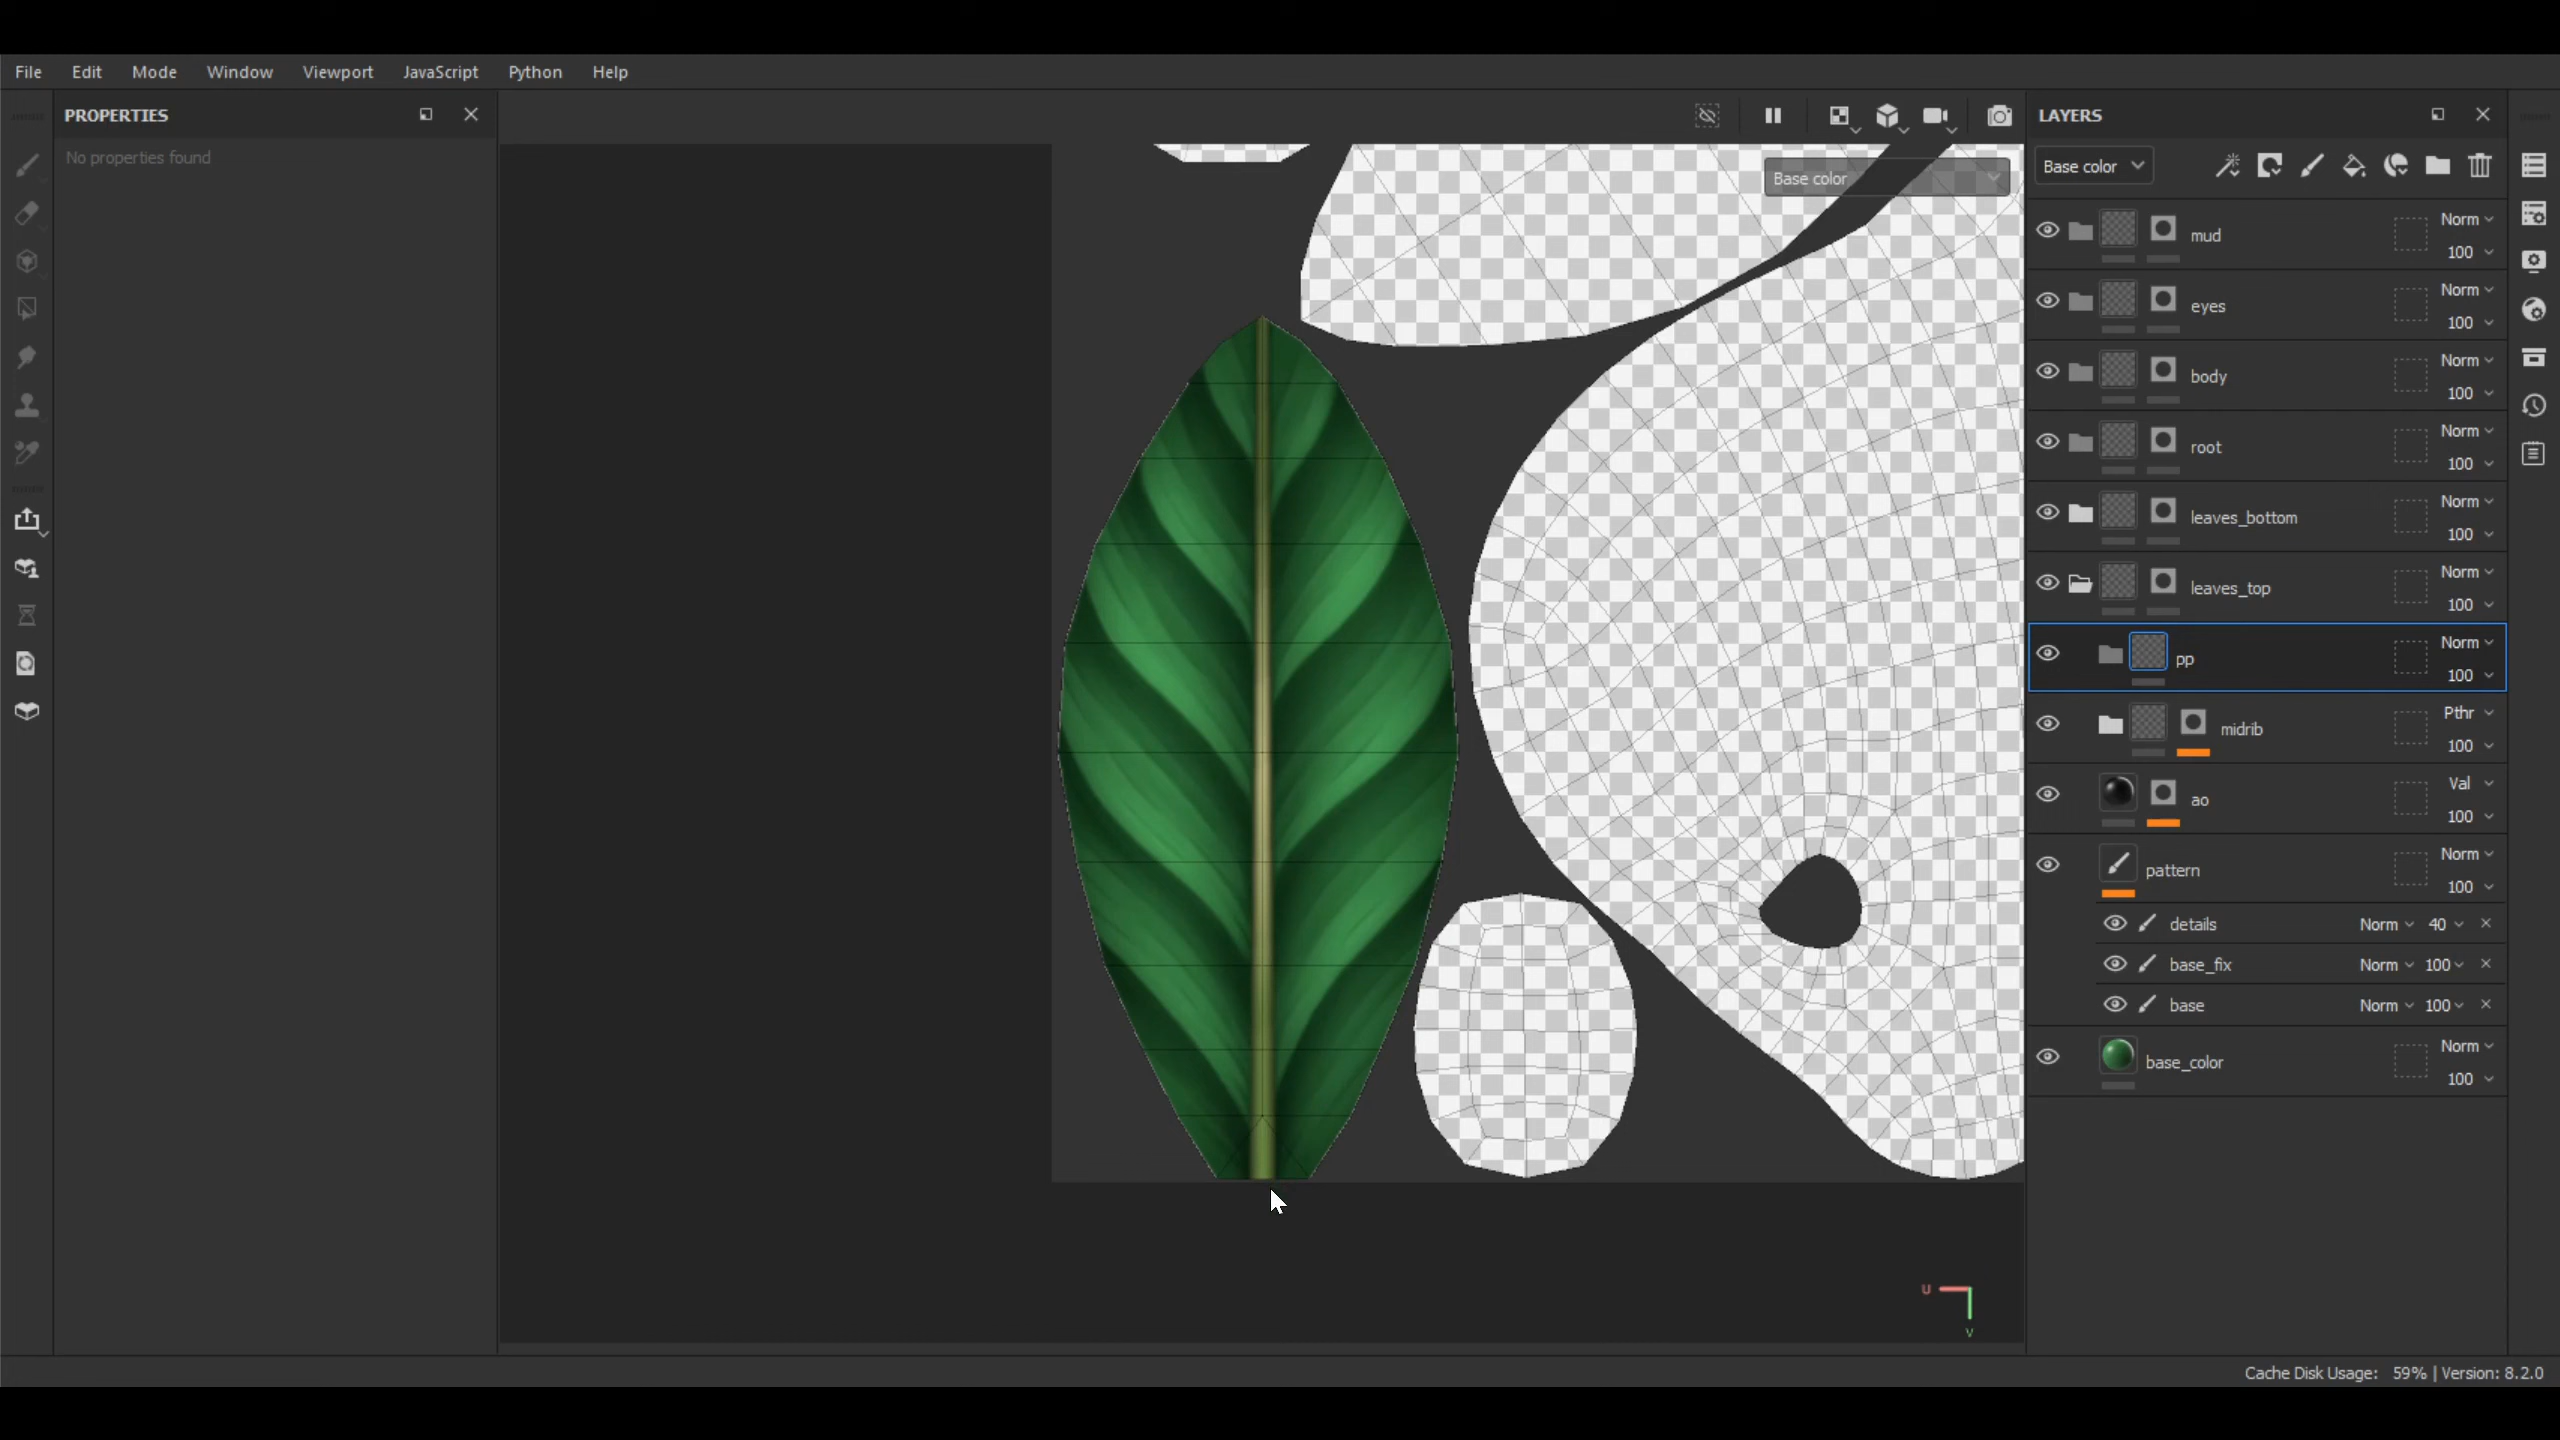 File Edit Mode Window Viewport JavaScript Python Help
PROPERTIES
No properties found
Base color
LAYERS
Base color
mud Norm
100
eyes Norm
100
body Norm
100
root Norm
100
leaves_bottom Norm
100
leaves_top Norm
100
pp Norm
100
midrib Pthr
100
ao Val
100
pattern Norm
100
details Norm 40
base_fix Norm 100
base Norm 100
base_color Norm
100
U
V
Cache Disk Usage: 59% | Version: 8.2.0